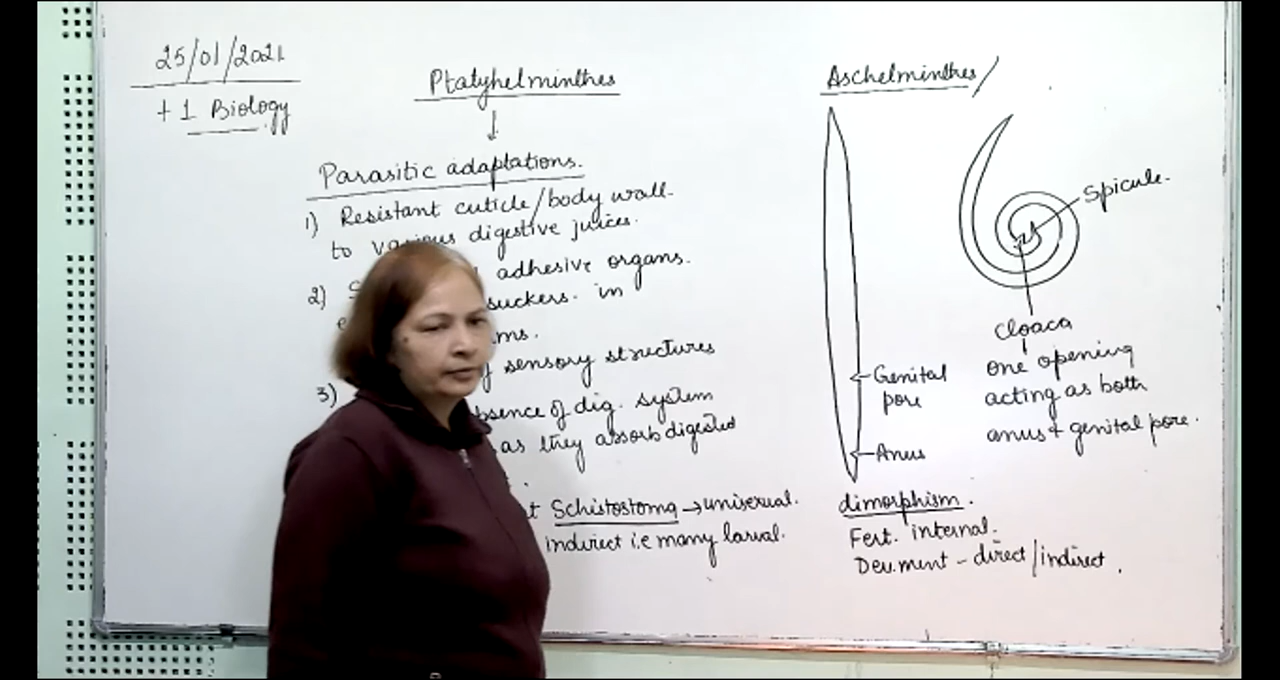 25/01/2021
+1 Biology
Platyhelminthes
Parasitic adaptations.
1) Resistant cuticle/body wall
to various digestive juices.
2) adhesive organs.
suckers. in
3) sensory structures
of dig. system
as they absorb digested
Schistostoma → unisexual.
indirect i.e many larval.
Aschelminthes/
Spicule.
Cloaca
one opening
acting as both
anus + genital pore.
Genital
pore
Anus
dimorphism.
Fert. internal.
Dev.ment - direct/indirect.